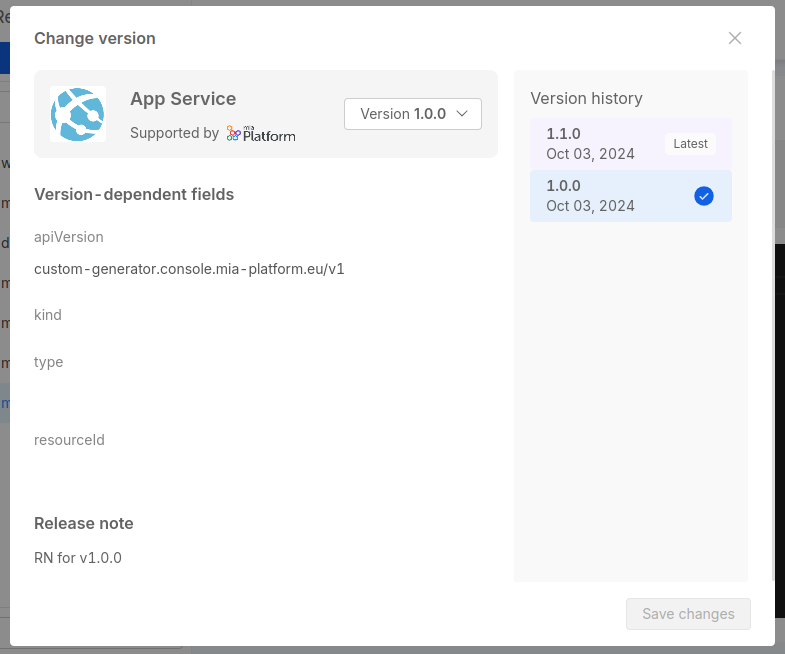 Change version
App Service
Supported by mia Platform
Version 1.0.0
Version-dependent fields
apiVersion
custom-generator.console.mia-platform.eu/v1
kind
type
resourceId
Release note
RN for v1.0.0
Version history
1.1.0
Oct 03, 2024
Latest
1.0.0
Oct 03, 2024
Save changes